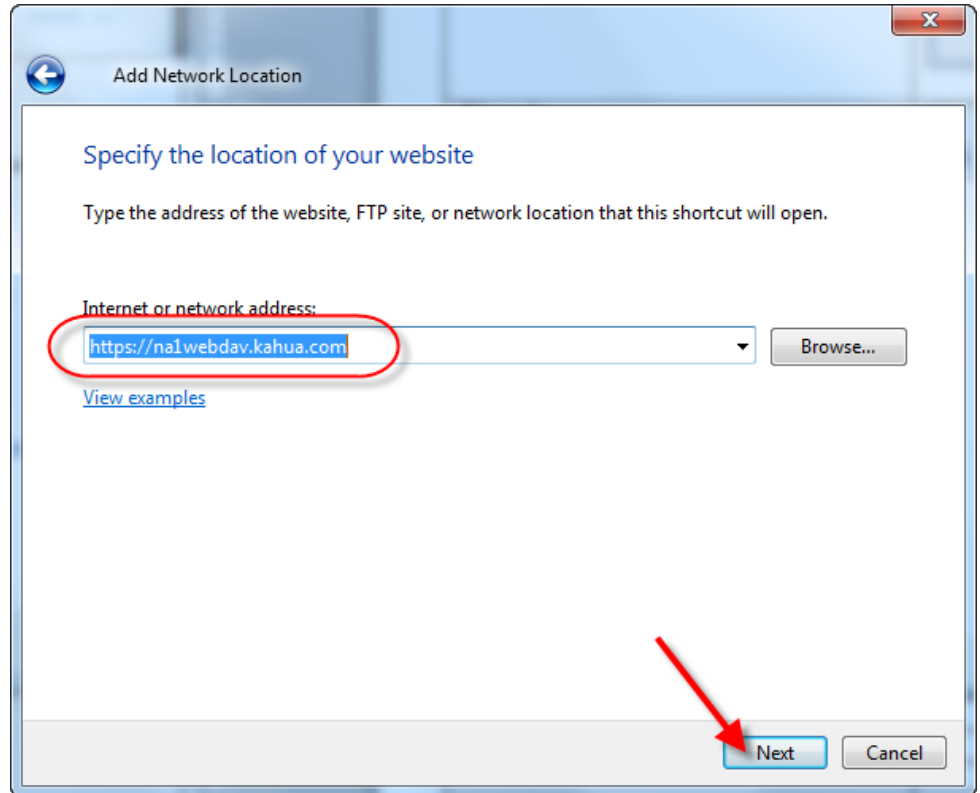 Add Network Location
Specify the location of your website
Type the address of the website, FTP site, or network location that this shortcut will open.
Internet or network address:
https://na1webdav.kahua.com
Browse...
View examples
Next
Cancel